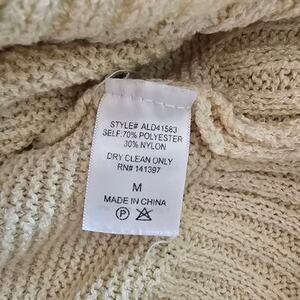 STYLE# ALD41583
SELF:70% POLYESTER
30% NYLON
DRY CLEAN ONLY
RN# 141397
M
MADE IN CHINA
P